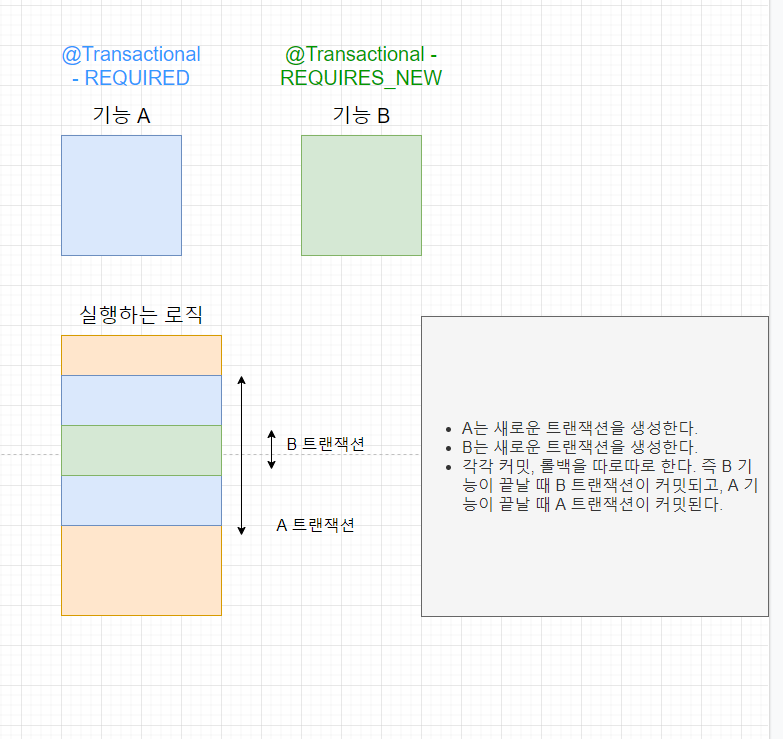 @Transactional
- REQUIRED
@Transactional -
REQUIRES_NEW
기능 A
기능 B
실행하는 로직
B 트랜잭션
A 트랜잭션
• A는 새로운 트랜잭션을 생성한다.
• B는 새로운 트랜잭션을 생성한다.
• 각각 커밋, 롤백을 따로따로 한다. 즉 B 기
능이 끝날 때 B 트랜잭션이 커밋되고, A 기
능이 끝날 때 A 트랜잭션이 커밋된다.